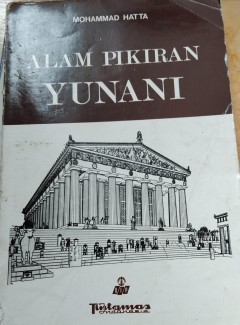 MOHAMMAD HATTA
ALAM PIKIRAN
YUNANI
Tintamas